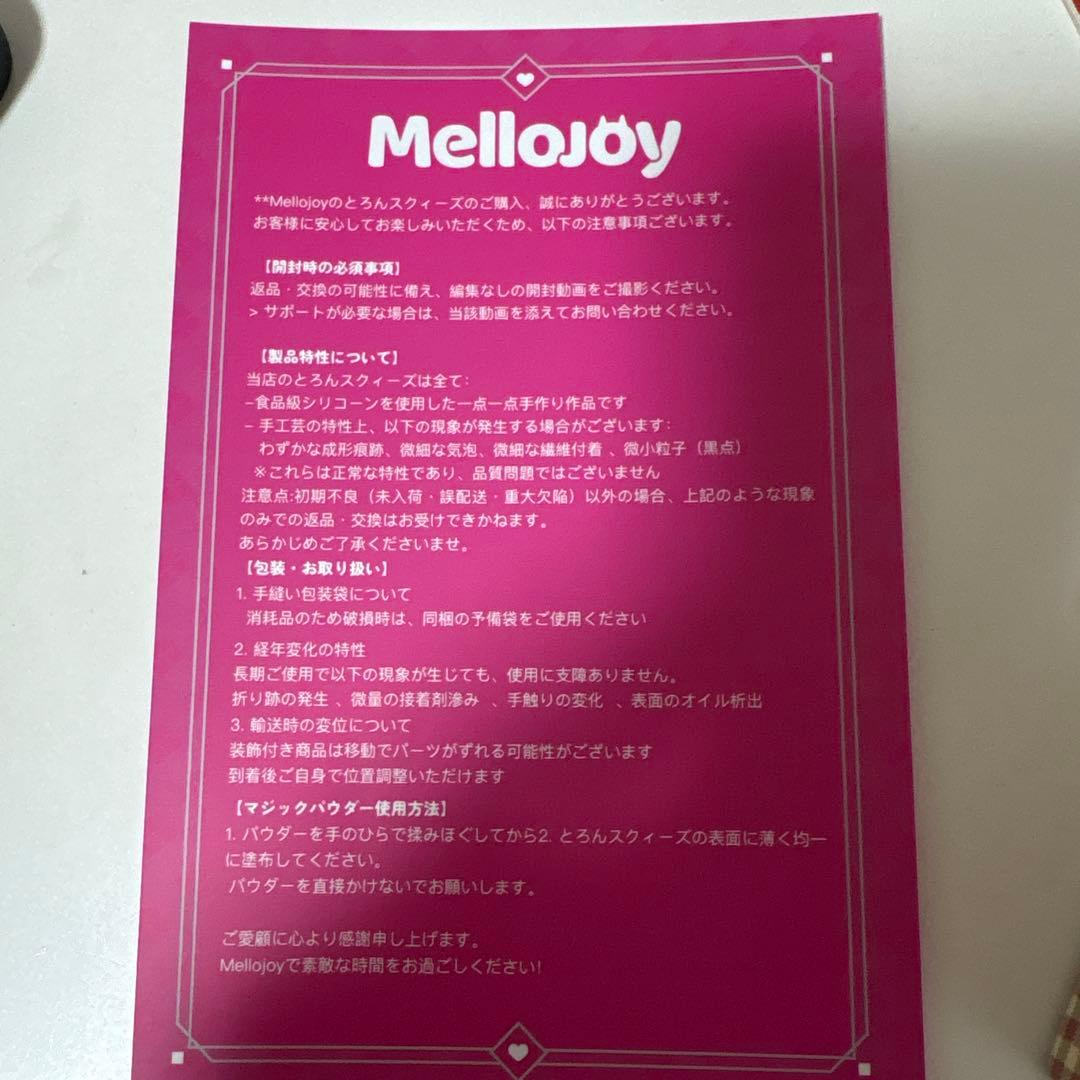 Mellojoy
**Mellojoyのとろんスクィーズのご購入、誠にありがとうございます。
お客様に安心してお楽しみいただくため、以下の注意事項ございます。
【開封時の必須事項】
返品・交換の可能性に備え、編集なしの開封動画をご撮影ください。
> サポートが必要な場合は、当該動画を添えてお問い合わせください。
【製品特性について】
当店のとろんスクィーズは全て:
–食品級シリコーンを使用した一点一点手作り作品です
– 手工芸の特性上、以下の現象が発生する場合がございます:
わずかな成形痕跡、微細な気泡、微細な繊維付着 、微小粒子（黒点）
※これらは正常な特性であり、品質問題ではございません
注意点:初期不良（未入荷・誤配送・重大欠陥）以外の場合、上記のような現象
のみでの返品・交換はお受けできかねます。
あらかじめご了承くださいませ。
【包装・お取り扱い】
1. 手縫い包装袋について
消耗品のため破損時は、同梱の予備袋をご使用ください
2. 経年変化の特性
長期ご使用で以下の現象が生じても、使用に支障ありません。
折り跡の発生 、微量の接着剤滲み 、手触りの変化 、表面のオイル析出
3. 輸送時の変位について
装飾付き商品は移動でパーツがずれる可能性がございます
到着後ご自身で位置調整いただけます
【マジックパウダー使用方法】
1. パウダーを手のひらで揉みほぐしてから2. とろんスクィーズの表面に薄く均一
に塗布してください。
パウダーを直接かけないでお願いします。
ご愛顧に心より感謝申し上げます。
Mellojoyで素敵な時間をお過ごしください!